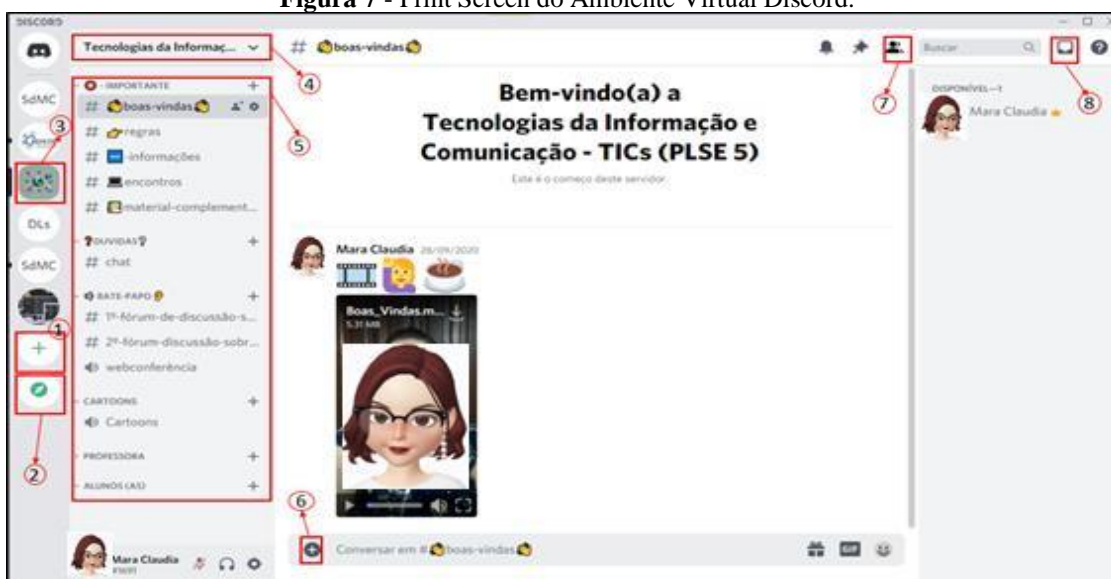 Figura 7 - Print Screen do Ambiente Virtual Discord.
DISCORD
Tecnologias da Informaç...
# boas-vindas
Buscar
SdMC
DLs
SdMC
IMPORTANTE
# boas-vindas
# regras
# -informações
# encontros
# material-complement...
DUVIDAS
# chat
BATE-PAPO
# 1º-fórum-de-discussão-s...
# 2º-fórum-discussão-sobr...
webconferência
CARTOONS
Cartoons
PROFESSORA
ALUNOS (AS)
Mara Claudia
Bem-vindo(a) a
Tecnologias da Informação e
Comunicação - TICs (PLSE 5)
Este é o começo deste servidor.
Mara Claudia 28/09/2020
Boas_Vindas.m...
5.31 MB
Conversar em # boas-vindas
GIF
DISPONÍVEL—1
Mara Claudia
1
2
3
4
5
6
7
8